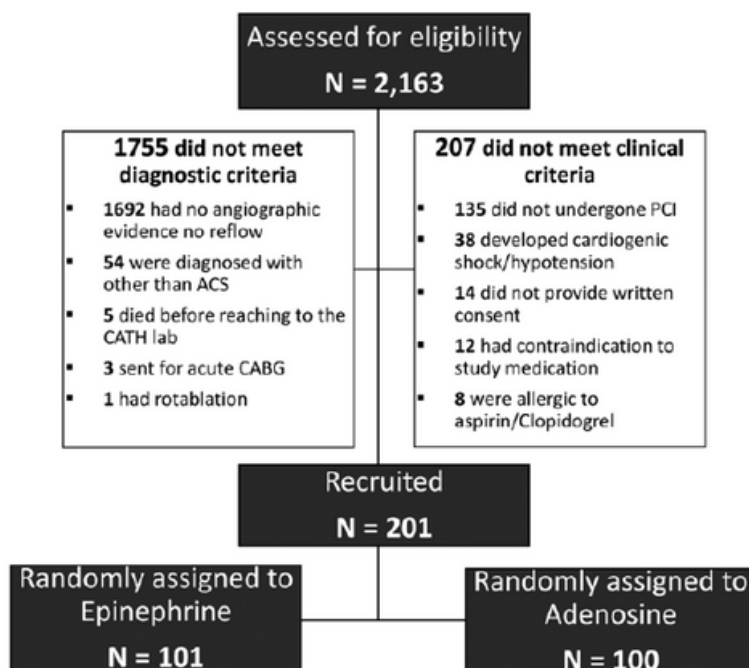 Assessed for eligibility
N = 2,163
1755 did not meet
diagnostic criteria
▪ 1692 had no angiographic
evidence no reflow
▪ 54 were diagnosed with
other than ACS
▪ 5 died before reaching to the
CATH lab
▪ 3 sent for acute CABG
▪ 1 had rotablation
207 did not meet clinical
criteria
▪ 135 did not undergone PCI
▪ 38 developed cardiogenic
shock/hypotension
▪ 14 did not provide written
consent
▪ 12 had contraindication to
study medication
▪ 8 were allergic to
aspirin/Clopidogrel
Recruited
N = 201
Randomly assigned to
Epinephrine
N = 101
Randomly assigned to
Adenosine
N = 100